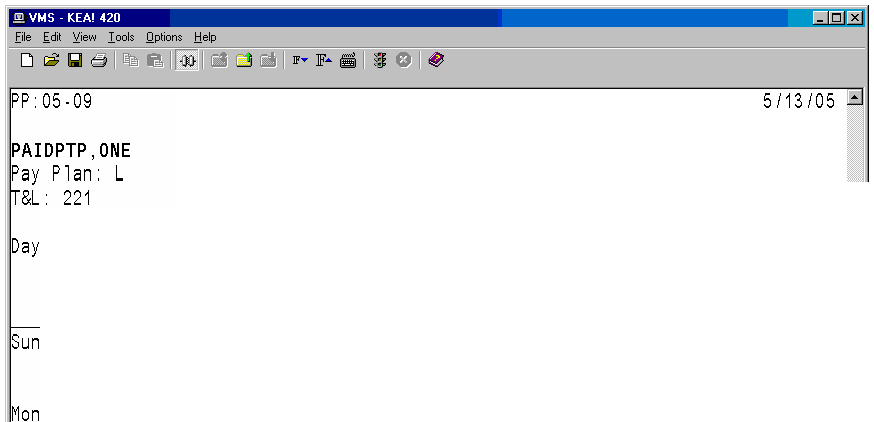 VMS - KEA! 420
File Edit View Tools Options Help
PP:05-09 5/13/05
PAIDPTP,ONE
Pay Plan: L
T&L: 221
Day
Sun
Mon